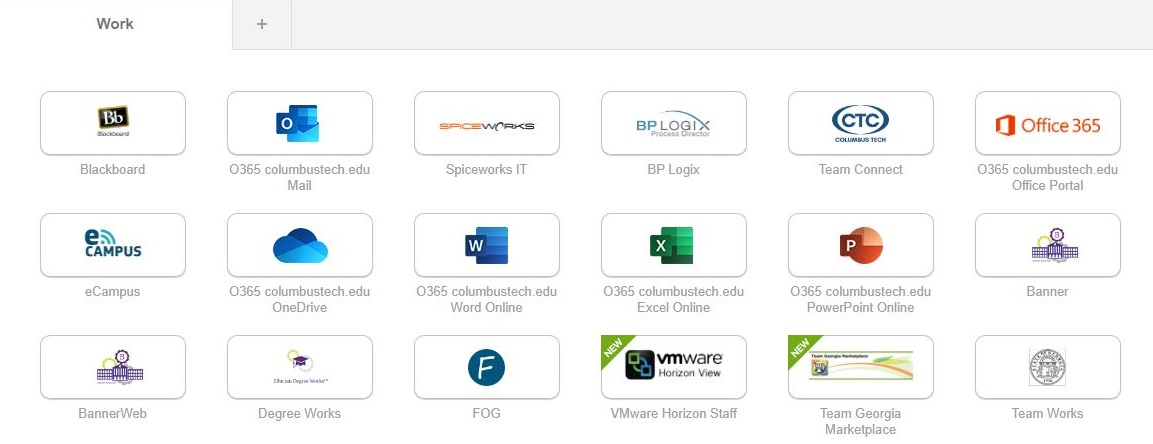 Work
+
Bb
Blackboard
O
SPICEWORKS
BP LOGIX
Process Director
CTC
COLUMBUS TECH
Office 365
Blackboard
O365 columbustech.edu
Mail
Spiceworks IT
BP Logix
Team Connect
O365 columbustech.edu
Office Portal
e
CAMPUS
W
X
P
B
eCampus
O365 columbustech.edu
OneDrive
O365 columbustech.edu
Word Online
O365 columbustech.edu
Excel Online
O365 columbustech.edu
PowerPoint Online
Banner
B
Ellucian Degree Works™
F
NEW
vmware
Horizon View
NEW
Team Georgia Marketplace
BannerWeb
Degree Works
FOG
VMware Horizon Staff
Team Georgia
Marketplace
Team Works